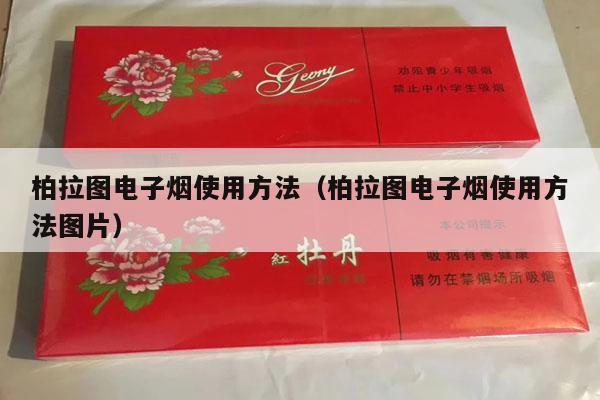 Geony
劝阻青少年吸烟
禁止中小学生吸烟
柏拉图电子烟使用方法（柏拉图电子烟使用方
法图片）
本公司提示
吸烟有害健康
请勿在禁烟场所吸烟
紅牡丹